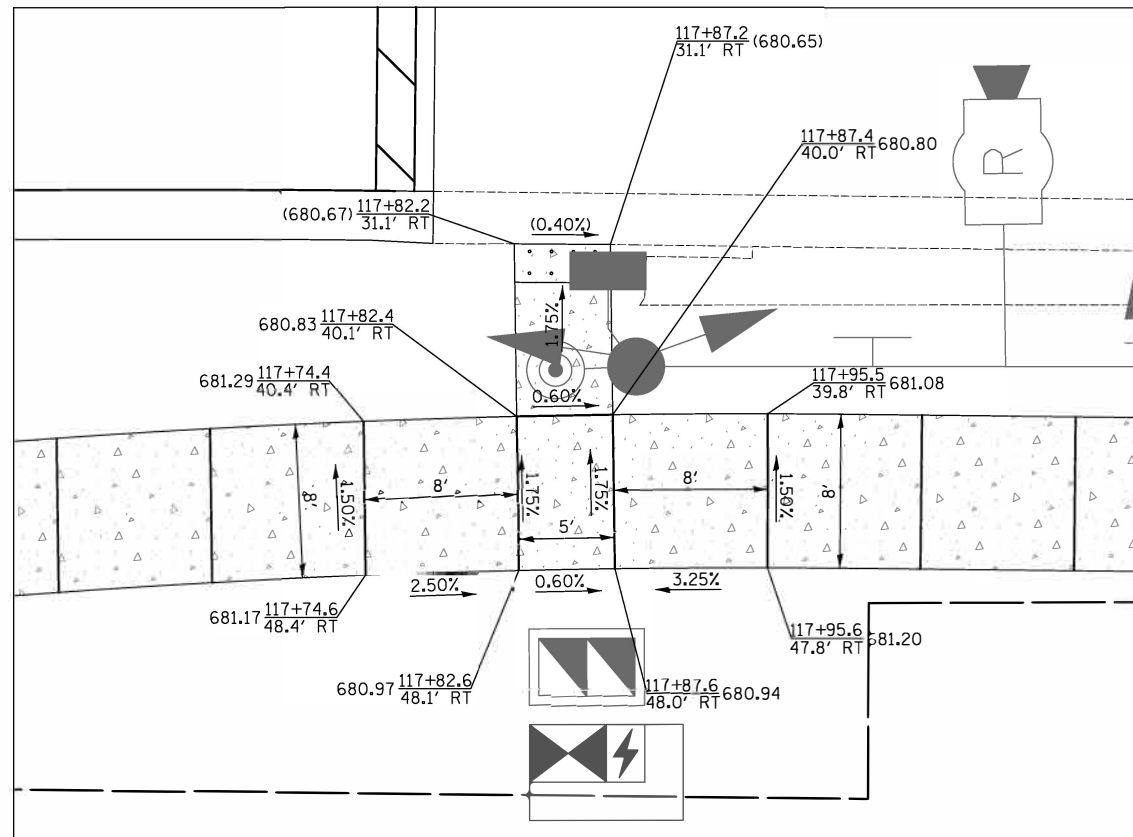 117+87.2
31.1' RT (680.65)
117+87.4
40.0' RT 680.80
R
(680.67) 117+82.2
31.1' RT
(0.40%)
1.75%
680.83 117+82.4
40.1' RT
681.29 117+74.4
40.4' RT
0.60%
117+95.5
39.8' RT 681.08
8'
1.50%
8'
1.75%
1.75%
8'
1.50%
8'
5'
2.50%
0.60%
3.25%
681.17 117+74.6
48.4' RT
117+95.6
47.8' RT 681.20
680.97 117+82.6
48.1' RT
117+87.6
48.0' RT 680.94